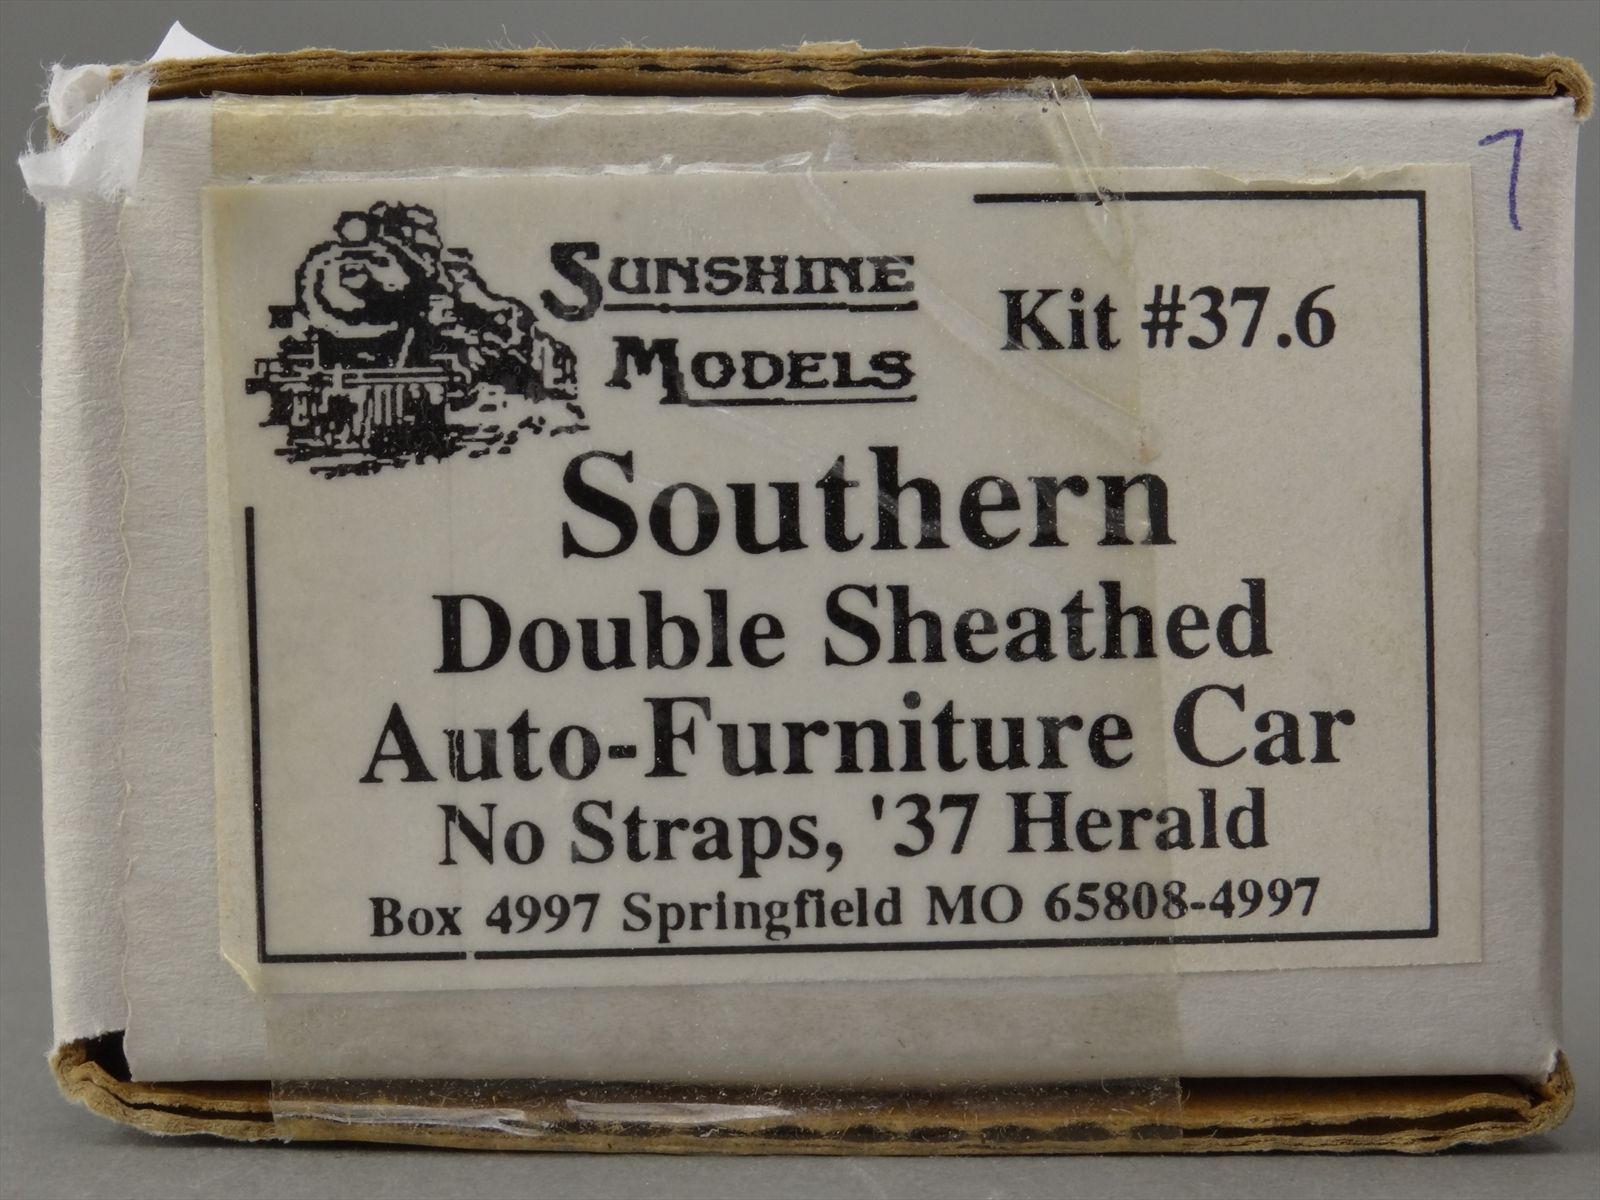 Sunshine
Models
Kit #37.6
Southern
Double Sheathed
Auto-Furniture Car
No Straps, '37 Herald
Box 4997 Springfield MO 65808-4997
7